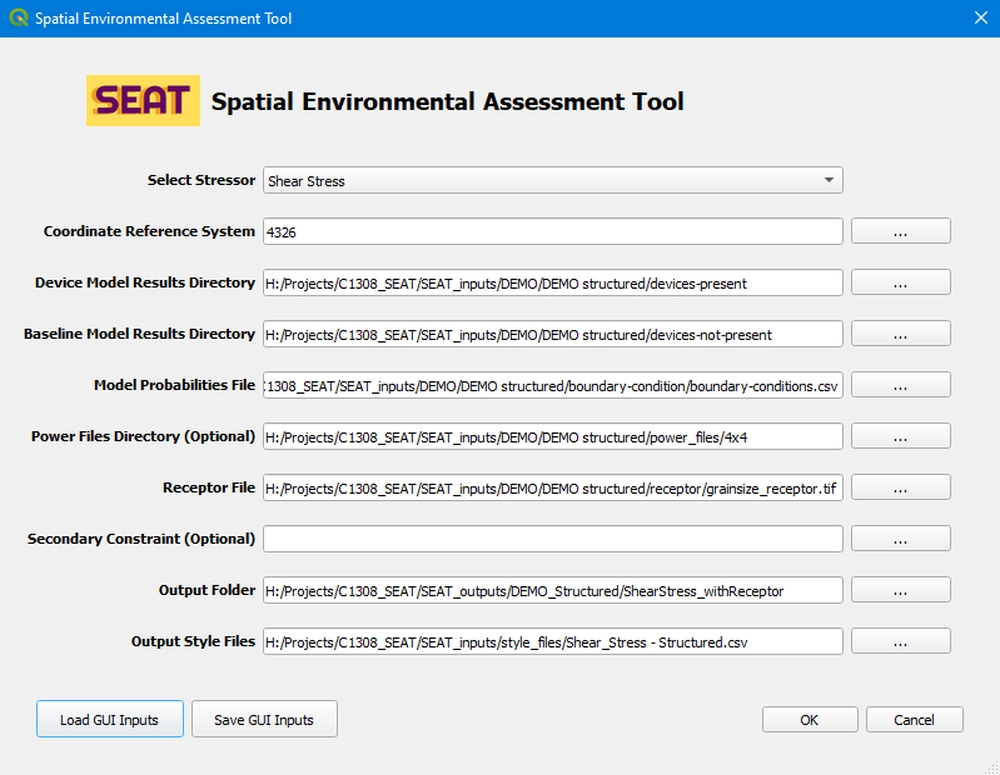 Spatial Environmental Assessment Tool
SEAT Spatial Environmental Assessment Tool
Select Stressor Shear Stress
Coordinate Reference System 4326 ...
Device Model Results Directory H:/Projects/C1308_SEAT/SEAT_inputs/DEMO/DEMO structured/devices-present ...
Baseline Model Results Directory H:/Projects/C1308_SEAT/SEAT_inputs/DEMO/DEMO structured/devices-not-present ...
Model Probabilities File :1308_SEAT/SEAT_inputs/DEMO/DEMO structured/boundary-condition/boundary-conditions.csv ...
Power Files Directory (Optional) H:/Projects/C1308_SEAT/SEAT_inputs/DEMO/DEMO structured/power_files/4x4 ...
Receptor File H:/Projects/C1308_SEAT/SEAT_inputs/DEMO/DEMO structured/receptor/grainsize_receptor.tif ...
Secondary Constraint (Optional) ...
Output Folder H:/Projects/C1308_SEAT/SEAT_outputs/DEMO_Structured/ShearStress_withReceptor ...
Output Style Files H:/Projects/C1308_SEAT/SEAT_inputs/style_files/Shear_Stress - Structured.csv ...
Load GUI Inputs Save GUI Inputs OK Cancel